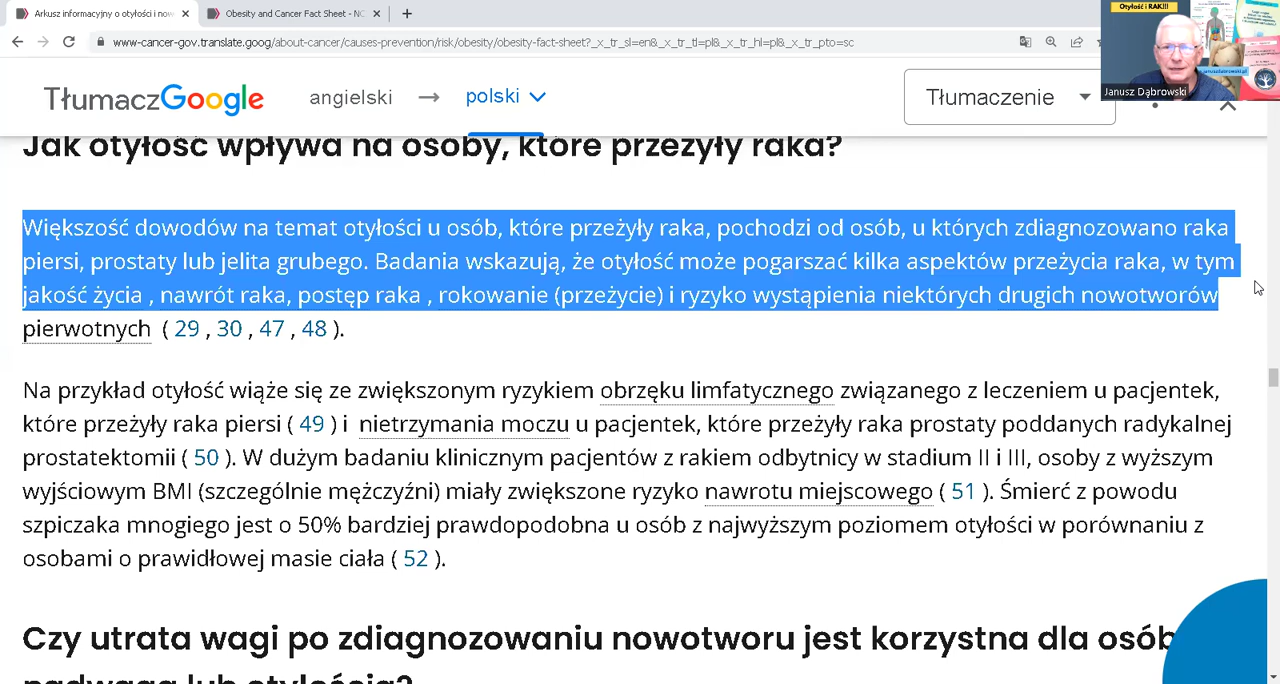 Arkusz informacyjny o otyłości i now
Obesity and Cancer Fact Sheet - NC
www-cancer-gov.translate.goog/about-cancer/causes-prevention/risk/obesity/obesity-fact-sheet?_x_tr_sl=en&_x_tr_tl=pl&_x_tr_hl=pl&_x_tr_pto=sc
Otyłość i RAK!!!
januszdabrowski.pl
Janusz Dąbrowski
TłumaczGoogle angielski → polski Tłumaczenie
Jak otyłość wpływa na osoby, które przeżyły raka?
Większość dowodów na temat otyłości u osób, które przeżyły raka, pochodzi od osób, u których zdiagnozowano raka
piersi, prostaty lub jelita grubego. Badania wskazują, że otyłość może pogarszać kilka aspektów przeżycia raka, w tym
jakość życia , nawrót raka, postęp raka , rokowanie (przeżycie) i ryzyko wystąpienia niektórych drugich nowotworów
pierwotnych ( 29 , 30 , 47 , 48 ).
Na przykład otyłość wiąże się ze zwiększonym ryzykiem obrzęku limfatycznego związanego z leczeniem u pacjentek,
które przeżyły raka piersi ( 49 ) i nietrzymania moczu u pacjentek, które przeżyły raka prostaty poddanych radykalnej
prostatektomii ( 50 ). W dużym badaniu klinicznym pacjentów z rakiem odbytnicy w stadium II i III, osoby z wyższym
wyjściowym BMI (szczególnie mężczyźni) miały zwiększone ryzyko nawrotu miejscowego ( 51 ). Śmierć z powodu
szpiczaka mnogiego jest o 50% bardziej prawdopodobna u osób z najwyższym poziomem otyłości w porównaniu z
osobami o prawidłowej masie ciała ( 52 ).
Czy utrata wagi po zdiagnozowaniu nowotworu jest korzystna dla osób
nadwagą lub otyłością?